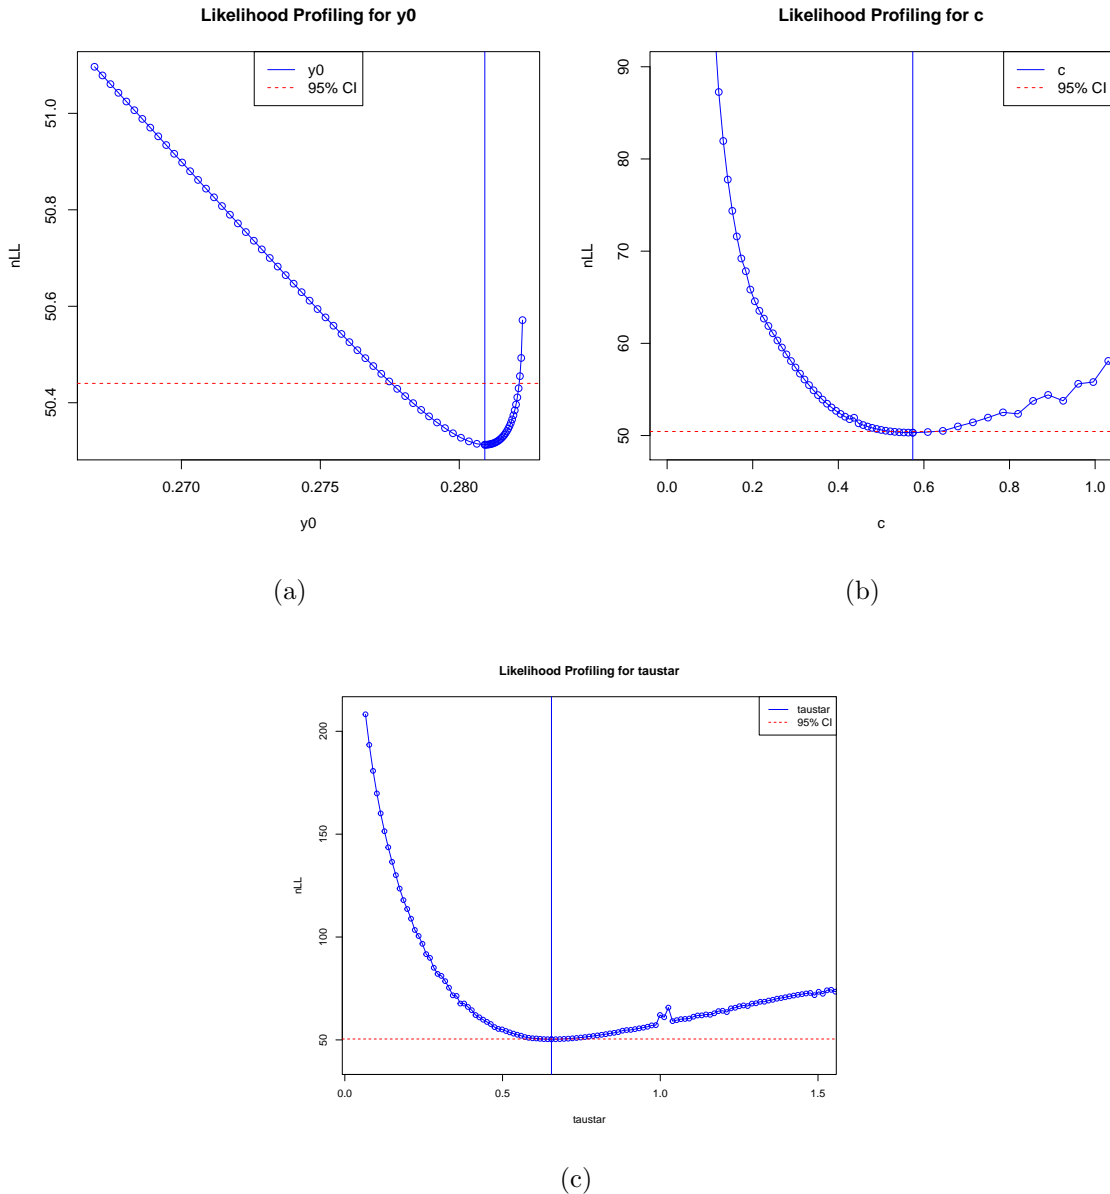 Likelihood Profiling for y0
y0
95% CI
nLL
51.0
50.8
50.6
50.4
0.270 0.275 0.280
y0
(a)
Likelihood Profiling for c
c
95% CI
nLL
90
80
70
60
50
0.0 0.2 0.4 0.6 0.8 1.0
c
(b)
Likelihood Profiling for taustar
taustar
95% CI
nLL
200
150
100
50
0.0 0.5 1.0 1.5
taustar
(c)